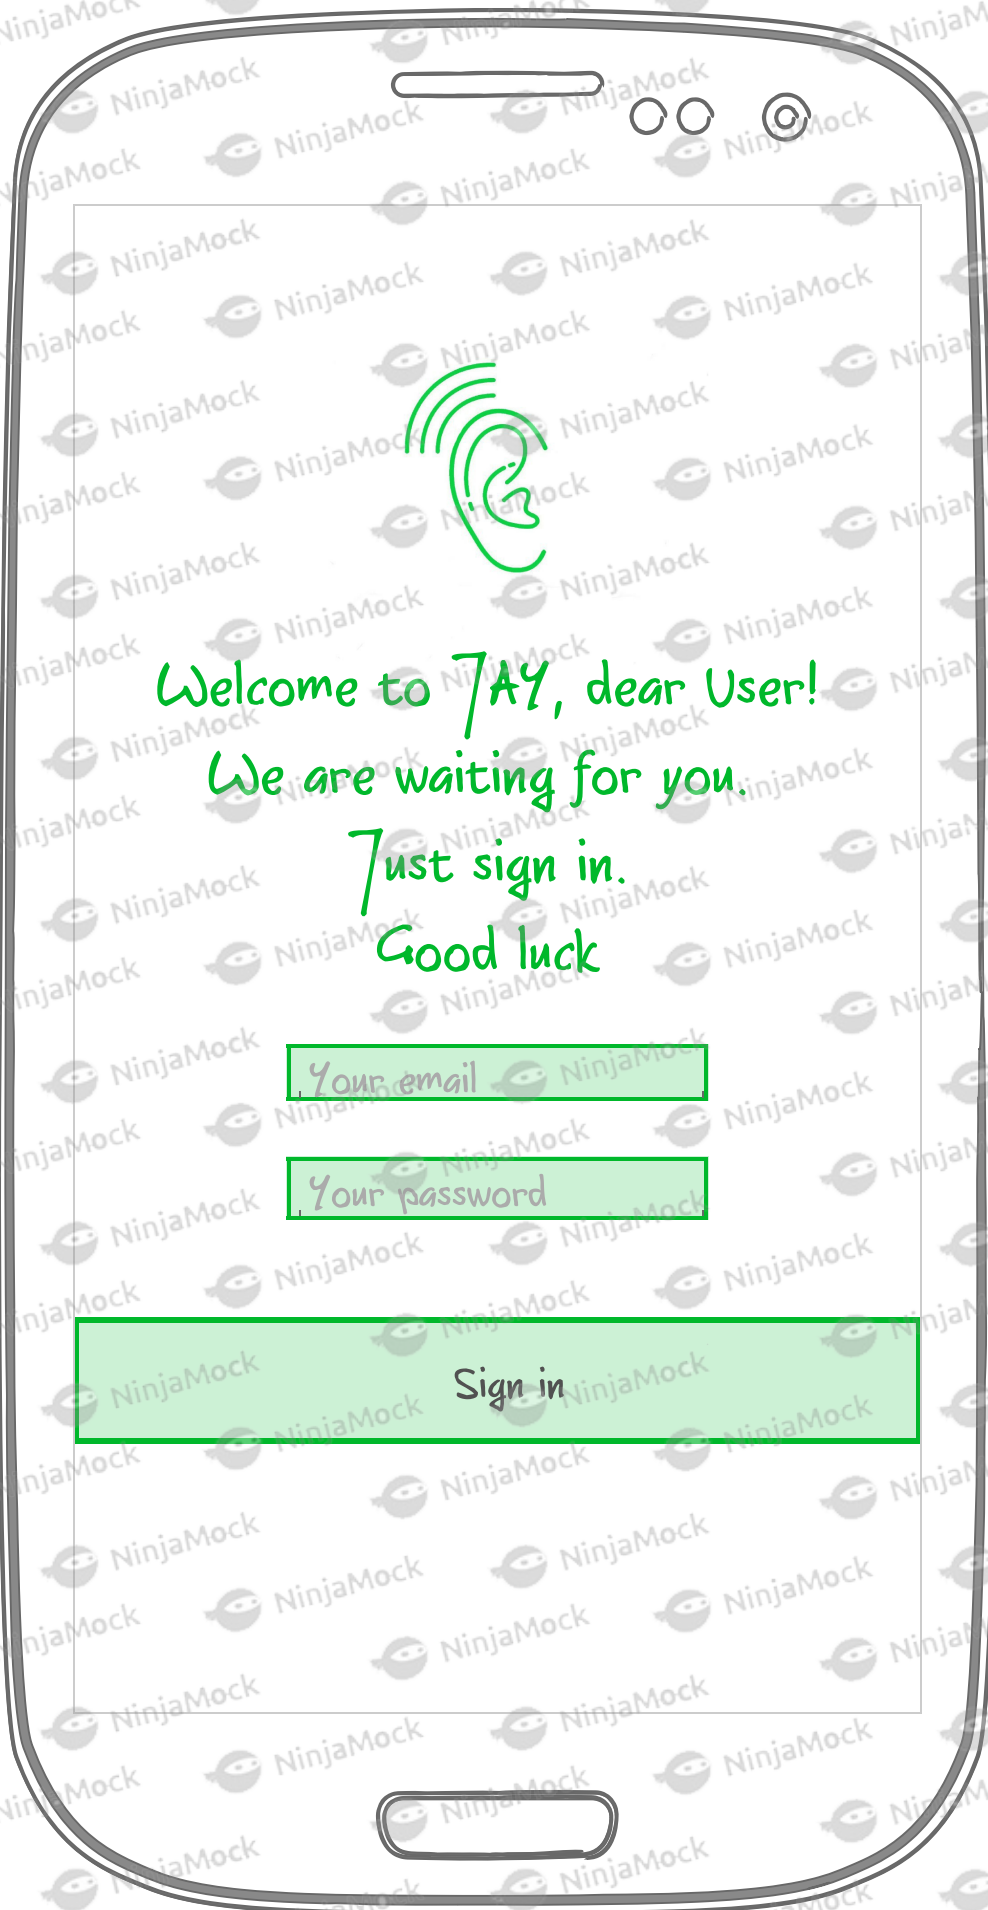 NinjaMock
Welcome to JAY, dear User!
We are waiting for you.
Just sign in.
Good luck
Your email
Your password
Sign in